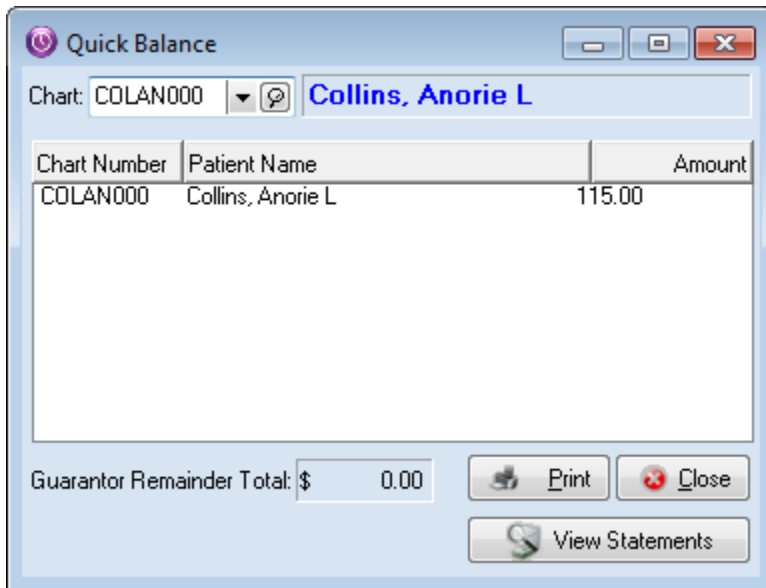 Quick Balance
Chart: COLAN000 Collins, Anorie L
Chart Number Patient Name Amount
COLAN000 Collins, Anorie L 115.00
Guarantor Remainder Total: $ 0.00 Print Close
View Statements